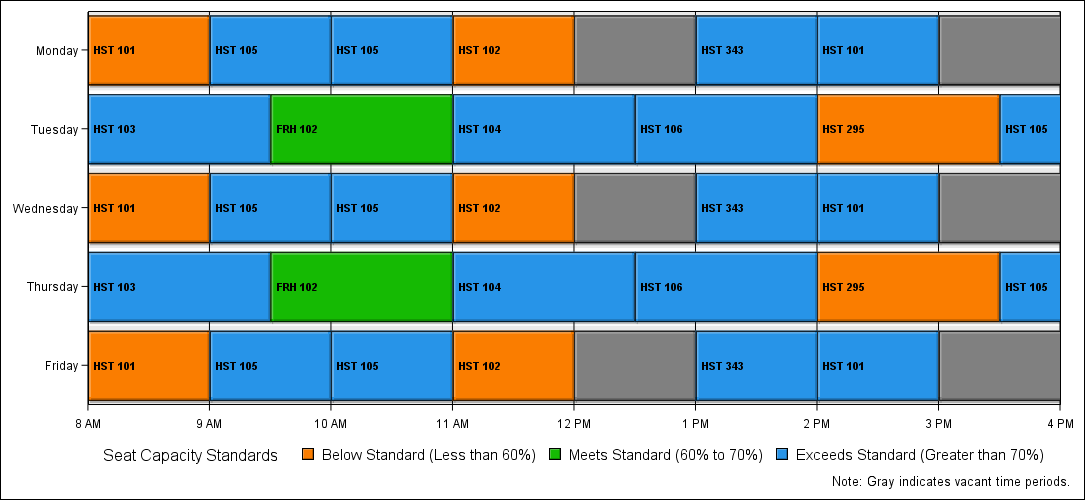 Monday HST 101 HST 105 HST 105 HST 102 HST 343 HST 101
Tuesday HST 103 FRH 102 HST 104 HST 106 HST 295 HST 105
Wednesday HST 101 HST 105 HST 105 HST 102 HST 343 HST 101
Thursday HST 103 FRH 102 HST 104 HST 106 HST 295 HST 105
Friday HST 101 HST 105 HST 105 HST 102 HST 343 HST 101
8 AM 9 AM 10 AM 11 AM 12 PM 1 PM 2 PM 3 PM 4 PM
Seat Capacity Standards Below Standard (Less than 60%) Meets Standard (60% to 70%) Exceeds Standard (Greater than 70%)
Note: Gray indicates vacant time periods.